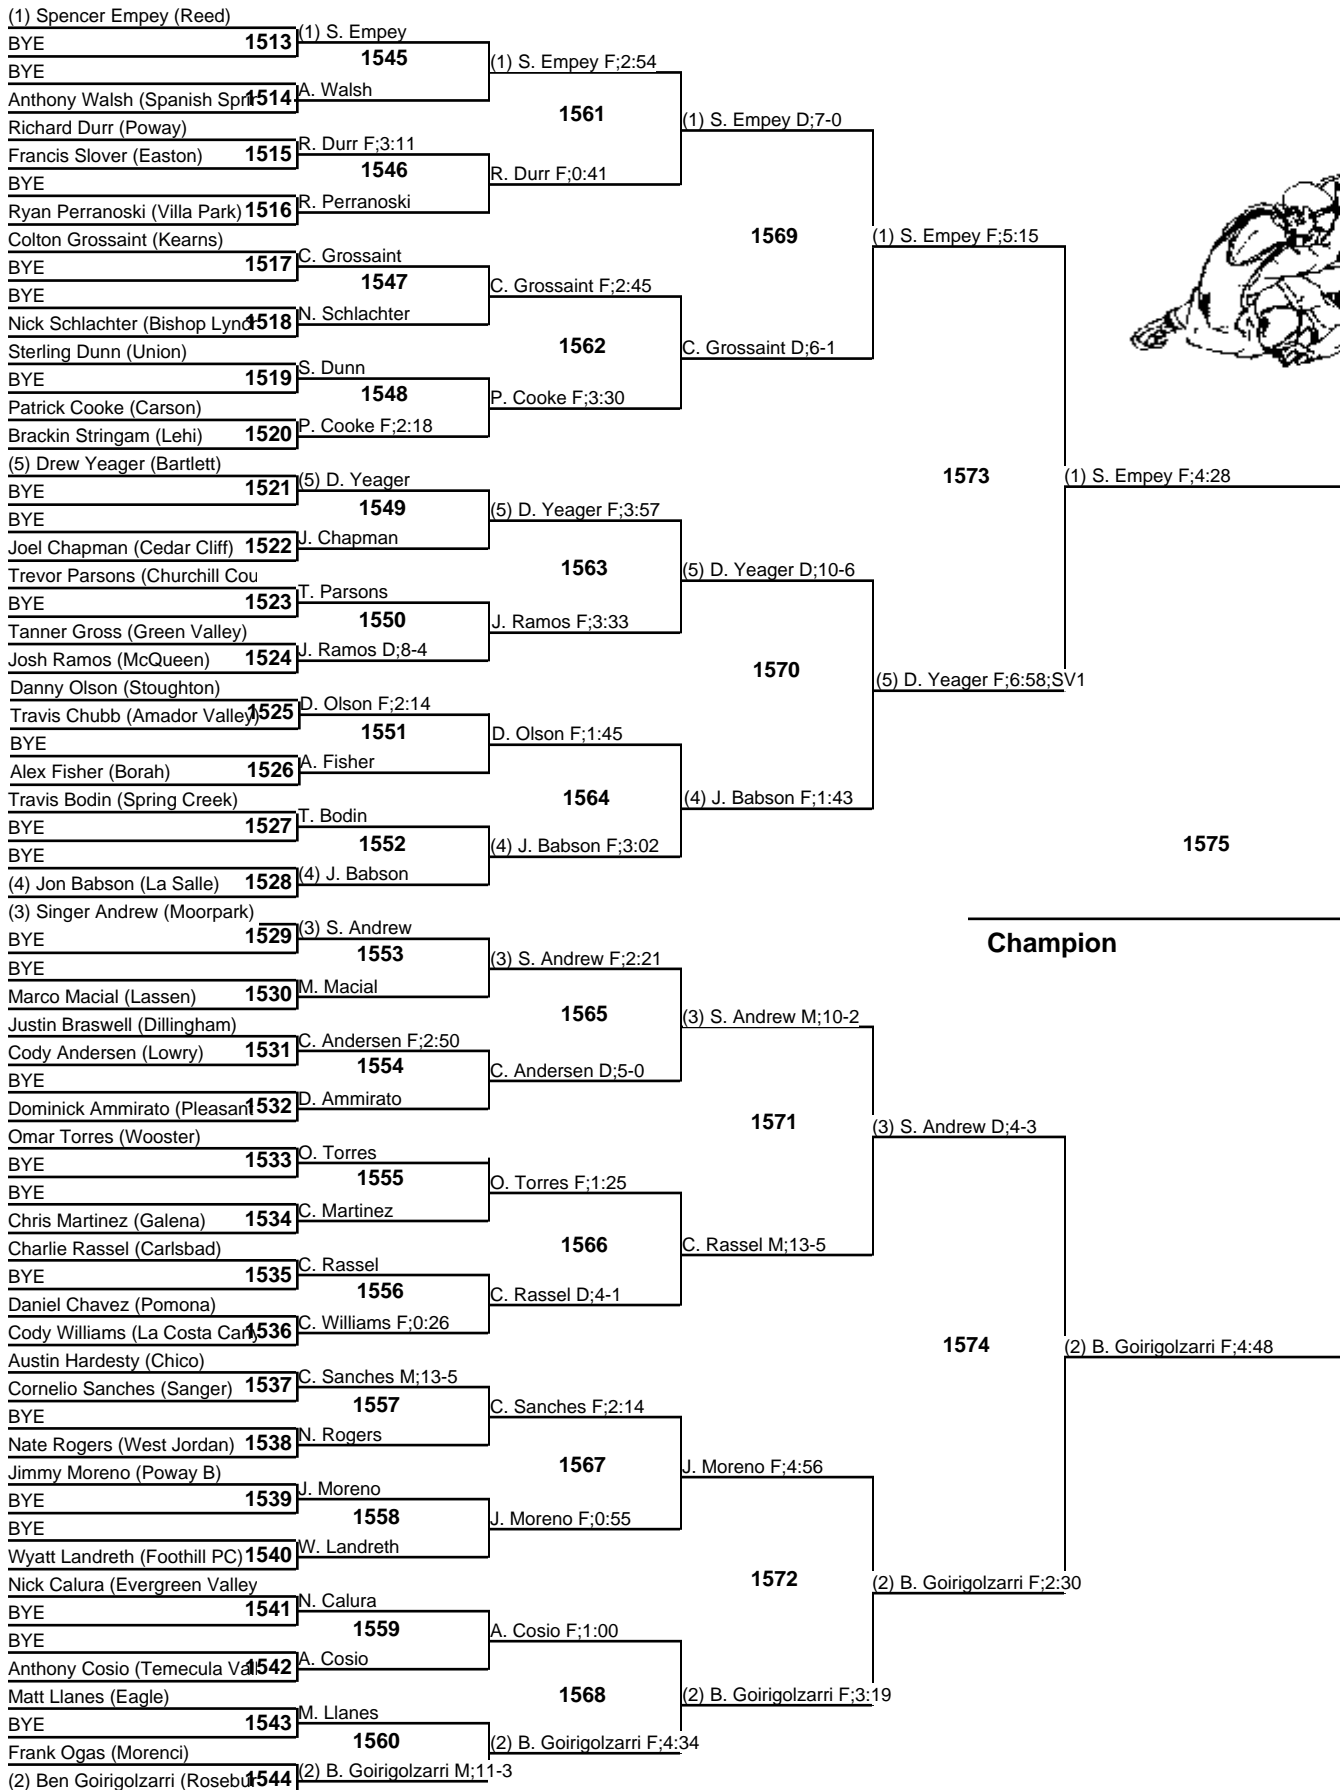 (1) Spencer Empey (Reed)
BYE
1513
BYE
Anthony Walsh (Spanish Spri
1514
Richard Durr (Poway)
Francis Slover (Easton)
1515
BYE
Ryan Perranoski (Villa Park)
1516
Colton Grossaint (Kearns)
BYE
1517
BYE
Nick Schlachter (Bishop Lync
1518
Sterling Dunn (Union)
BYE
1519
Patrick Cooke (Carson)
Brackin Stringam (Lehi)
1520
(5) Drew Yeager (Bartlett)
BYE
1521
BYE
Joel Chapman (Cedar Cliff)
1522
Trevor Parsons (Churchill Cou
BYE
1523
Tanner Gross (Green Valley)
Josh Ramos (McQueen)
1524
Danny Olson (Stoughton)
Travis Chubb (Amador Valley)
1525
BYE
Alex Fisher (Borah)
1526
Travis Bodin (Spring Creek)
BYE
1527
BYE
(4) Jon Babson (La Salle)
1528
(3) Singer Andrew (Moorpark)
BYE
1529
BYE
Marco Macial (Lassen)
1530
Justin Braswell (Dillingham)
Cody Andersen (Lowry)
1531
BYE
Dominick Ammirato (Pleasan
1532
Omar Torres (Wooster)
BYE
1533
BYE
Chris Martinez (Galena)
1534
Charlie Rassel (Carlsbad)
BYE
1535
Daniel Chavez (Pomona)
Cody Williams (La Costa Cany
1536
Austin Hardesty (Chico)
Cornelio Sanches (Sanger)
1537
BYE
Nate Rogers (West Jordan)
1538
Jimmy Moreno (Poway B)
BYE
1539
BYE
Wyatt Landreth (Foothill PC)
1540
Nick Calura (Evergreen Valley
BYE
1541
BYE
Anthony Cosio (Temecula Val
1542
Matt Llanes (Eagle)
BYE
1543
Frank Ogas (Morenci)
(2) Ben Goirigolzarri (Rosebur
1544
(1) S. Empey
1545
A. Walsh
R. Durr F;3:11
1546
R. Perranoski
C. Grossaint
1547
N. Schlachter
S. Dunn
1548
P. Cooke F;2:18
(5) D. Yeager
1549
J. Chapman
T. Parsons
1550
J. Ramos D;8-4
D. Olson F;2:14
1551
A. Fisher
T. Bodin
1552
(4) J. Babson
(3) S. Andrew
1553
M. Macial
C. Andersen F;2:50
1554
D. Ammirato
O. Torres
1555
C. Martinez
C. Rassel
1556
C. Williams F;0:26
C. Sanches M;13-5
1557
N. Rogers
J. Moreno
1558
W. Landreth
N. Calura
1559
A. Cosio
M. Llanes
1560
(2) B. Goirigolzarri M;11-3
(1) S. Empey F;2:54
1561
R. Durr F;0:41
C. Grossaint F;2:45
1562
P. Cooke F;3:30
(5) D. Yeager F;3:57
1563
J. Ramos F;3:33
D. Olson F;1:45
1564
(4) J. Babson F;3:02
(3) S. Andrew F;2:21
1565
C. Andersen D;5-0
O. Torres F;1:25
1566
C. Rassel D;4-1
C. Sanches F;2:14
1567
J. Moreno F;0:55
A. Cosio F;1:00
1568
(2) B. Goirigolzarri F;4:34
(1) S. Empey D;7-0
1569
C. Grossaint D;6-1
(5) D. Yeager D;10-6
1570
(4) J. Babson F;1:43
(3) S. Andrew M;10-2
1571
C. Rassel M;13-5
J. Moreno F;4:56
1572
(2) B. Goirigolzarri F;3:19
(1) S. Empey F;5:15
1573
(5) D. Yeager F;6:58;SV1
(3) S. Andrew D;4-3
1574
(2) B. Goirigolzarri F;2:30
(1) S. Empey F;4:28
1575
Champion
(2) B. Goirigolzarri F;4:48